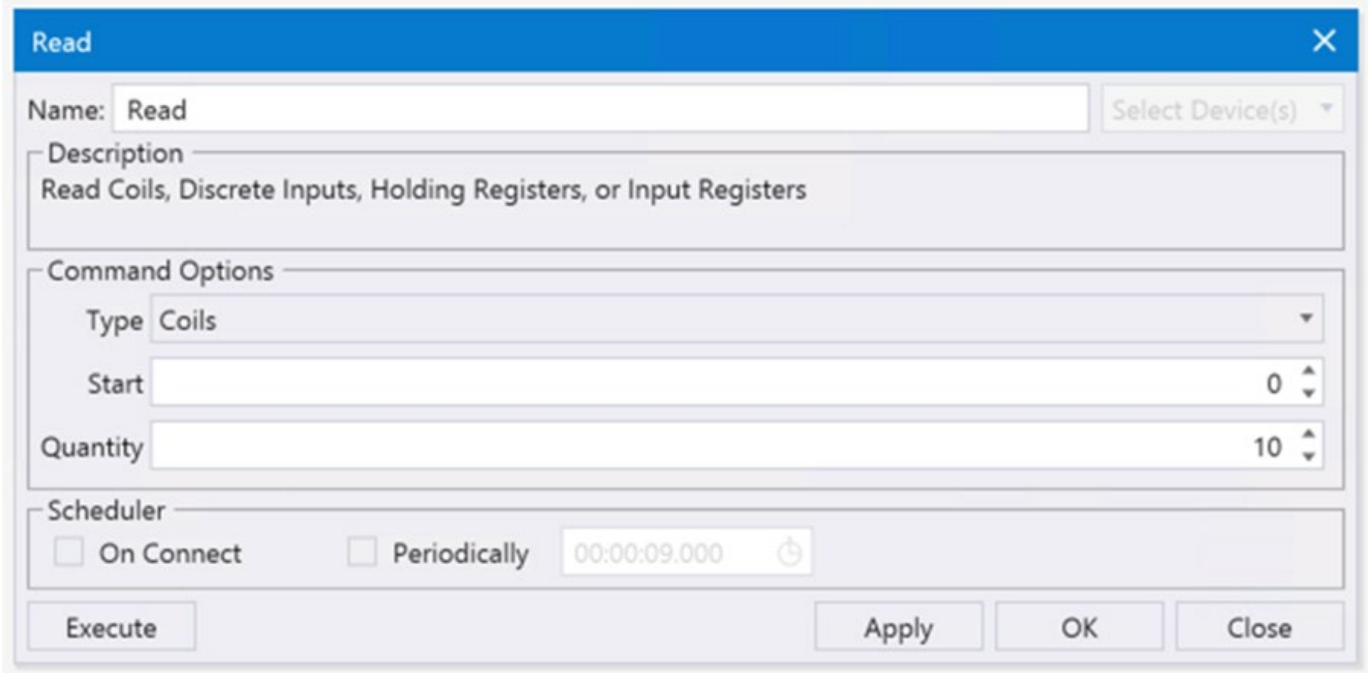 Read
Name: Read Select Device(s)
Description
Read Coils, Discrete Inputs, Holding Registers, or Input Registers
Command Options
Type Coils
Start 0
Quantity 10
Scheduler
On Connect Periodically 00:00:09.000
Execute Apply OK Close